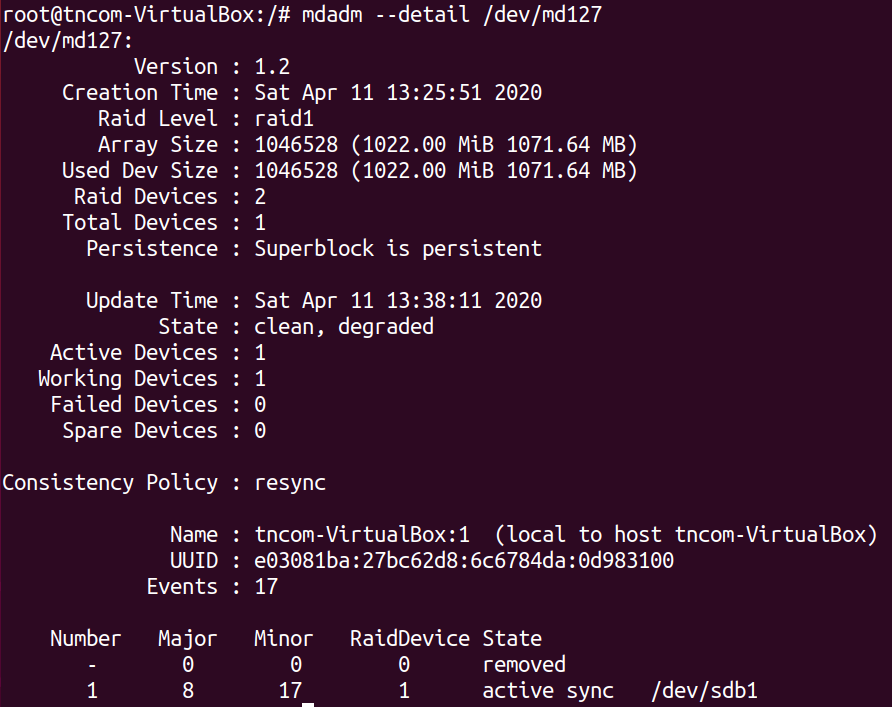 root@tncom-VirtualBox:/# mdadm --detail /dev/md127
/dev/md127:
Version : 1.2
Creation Time : Sat Apr 11 13:25:51 2020
Raid Level : raid1
Array Size : 1046528 (1022.00 MiB 1071.64 MB)
Used Dev Size : 1046528 (1022.00 MiB 1071.64 MB)
Raid Devices : 2
Total Devices : 1
Persistence : Superblock is persistent
Update Time : Sat Apr 11 13:38:11 2020
State : clean, degraded
Active Devices : 1
Working Devices : 1
Failed Devices : 0
Spare Devices : 0
Consistency Policy : resync
Name : tncom-VirtualBox:1 (local to host tncom-VirtualBox)
UUID : e03081ba:27bc62d8:6c6784da:0d983100
Events : 17
Number Major Minor RaidDevice State
- 0 0 0 removed
1 8 17 1 active sync /dev/sdb1